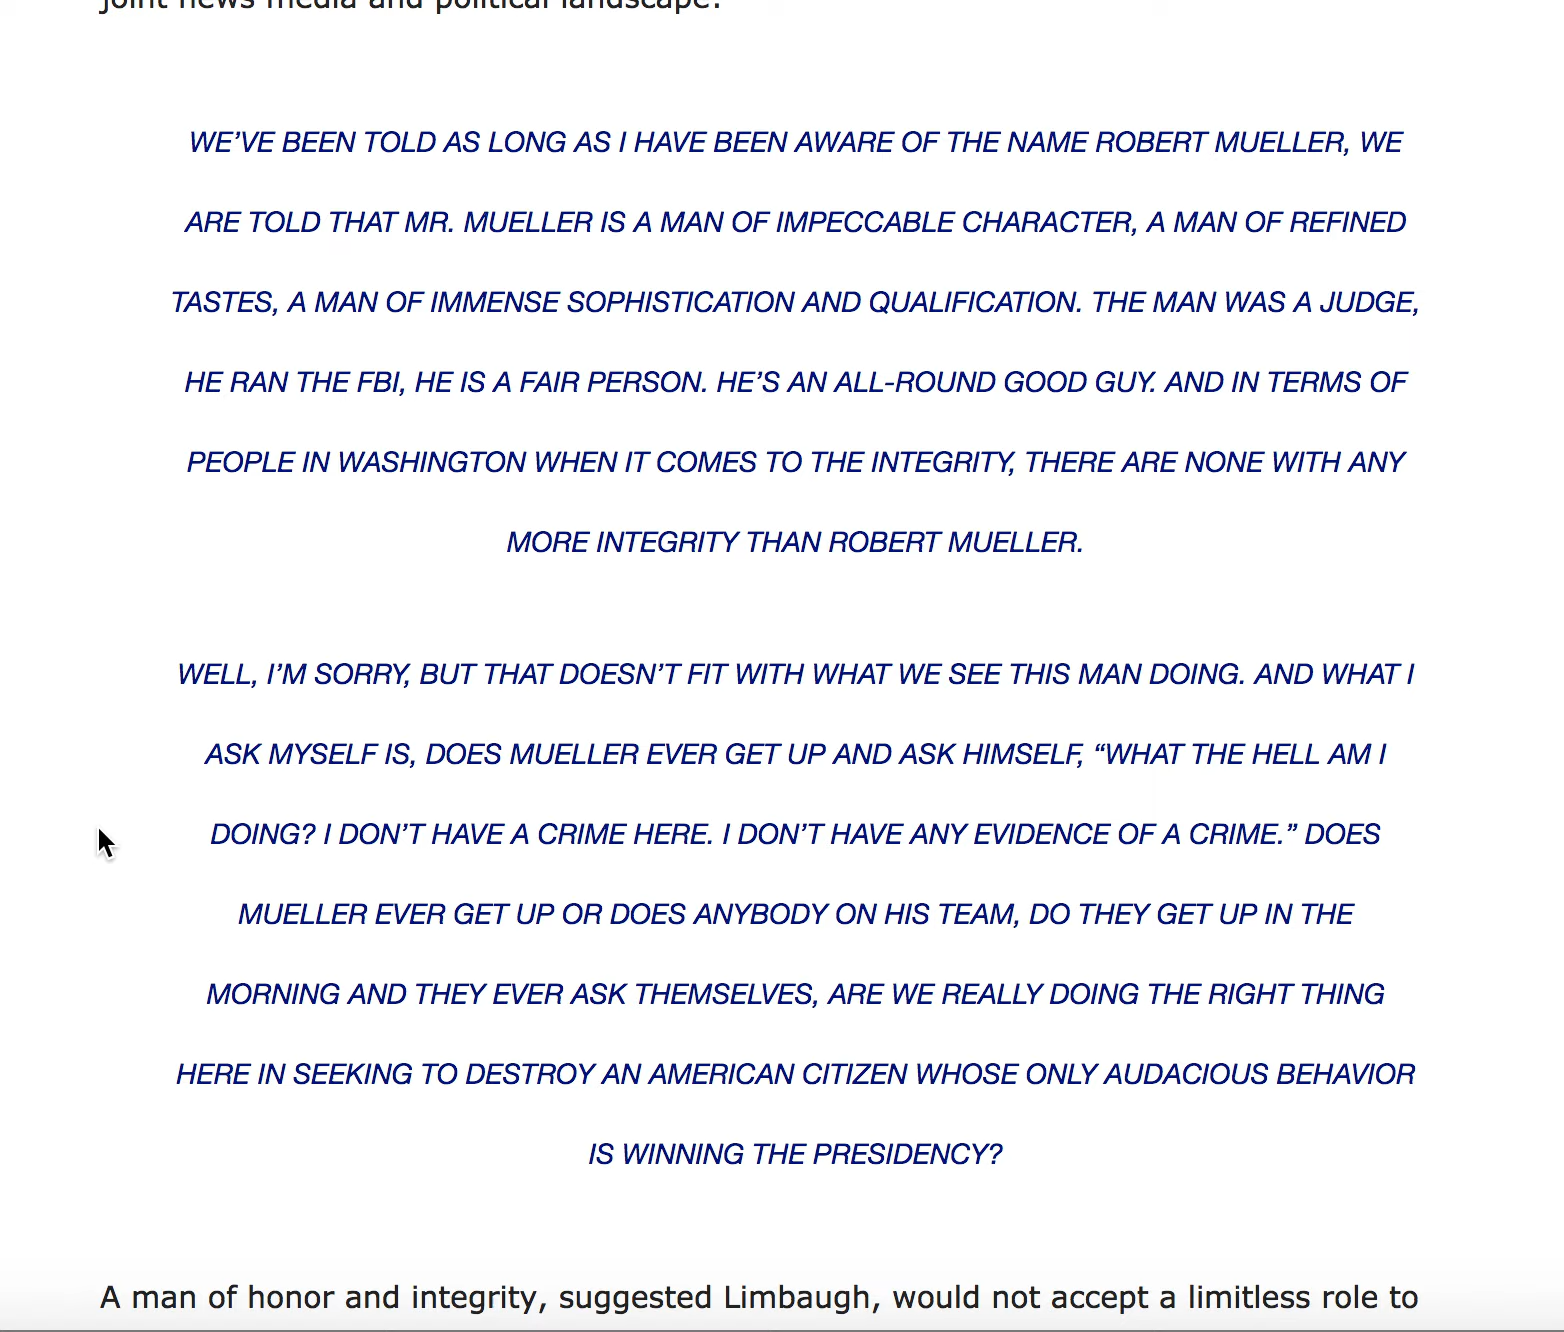 joint news media and political landscape.
WE’VE BEEN TOLD AS LONG AS I HAVE BEEN AWARE OF THE NAME ROBERT MUELLER, WE
ARE TOLD THAT MR. MUELLER IS A MAN OF IMPECCABLE CHARACTER, A MAN OF REFINED
TASTES, A MAN OF IMMENSE SOPHISTICATION AND QUALIFICATION. THE MAN WAS A JUDGE,
HE RAN THE FBI, HE IS A FAIR PERSON. HE’S AN ALL-ROUND GOOD GUY. AND IN TERMS OF
PEOPLE IN WASHINGTON WHEN IT COMES TO THE INTEGRITY, THERE ARE NONE WITH ANY
MORE INTEGRITY THAN ROBERT MUELLER.
WELL, I’M SORRY, BUT THAT DOESN’T FIT WITH WHAT WE SEE THIS MAN DOING. AND WHAT I
ASK MYSELF IS, DOES MUELLER EVER GET UP AND ASK HIMSELF, “WHAT THE HELL AM I
DOING? I DON’T HAVE A CRIME HERE. I DON’T HAVE ANY EVIDENCE OF A CRIME.” DOES
MUELLER EVER GET UP OR DOES ANYBODY ON HIS TEAM, DO THEY GET UP IN THE
MORNING AND THEY EVER ASK THEMSELVES, ARE WE REALLY DOING THE RIGHT THING
HERE IN SEEKING TO DESTROY AN AMERICAN CITIZEN WHOSE ONLY AUDACIOUS BEHAVIOR
IS WINNING THE PRESIDENCY?
A man of honor and integrity, suggested Limbaugh, would not accept a limitless role to